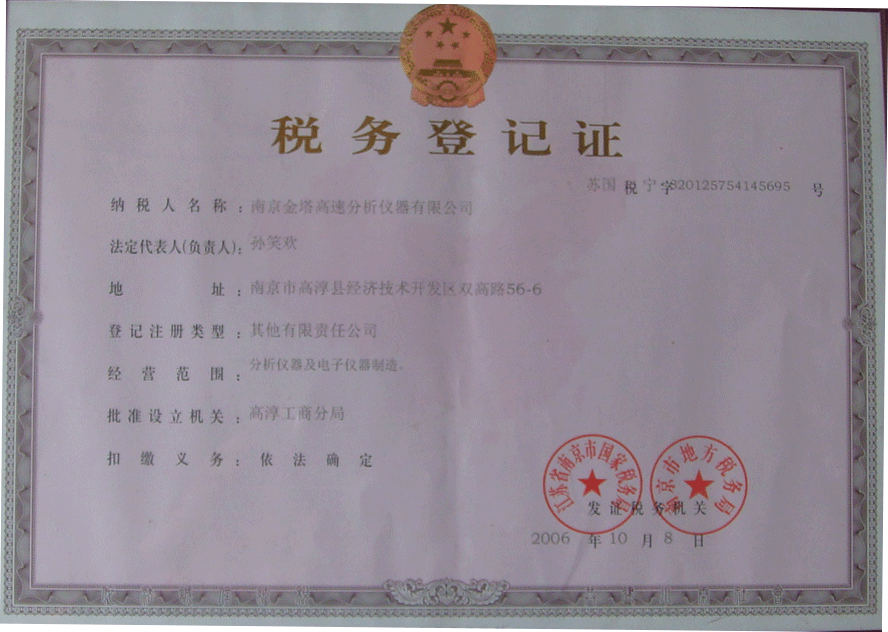 税务登记证
苏国 税 宁 字320125754145695 号
纳税人名称：南京金塔高速分析仪器有限公司
法定代表人(负责人)：孙笑欢
地址：南京市高淳县经济技术开发区双高路56-6
登记注册类型：其他有限责任公司
经营范围：分析仪器及电子仪器制造。
批准设立机关：高淳工商分局
扣缴义务：依法确定
江苏省南京市国家税务局
南京市地方税务局
发证税务机关
2006 年 10 月 8 日